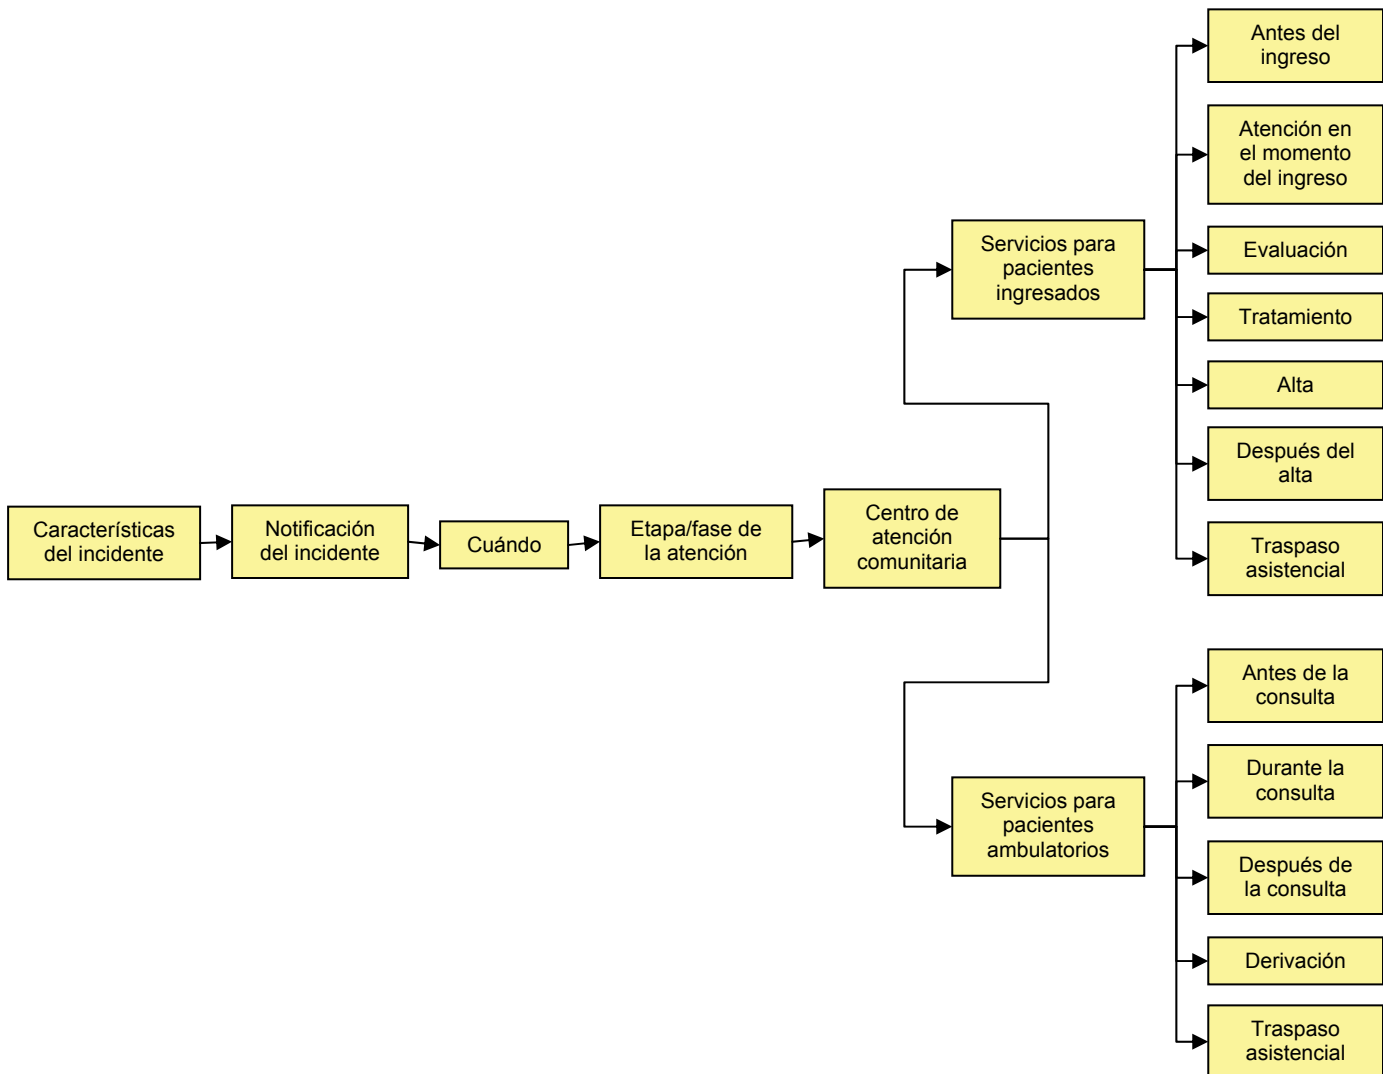 Características
del incidente
Notificación
del incidente
Cuándo
Etapa/fase de
la atención
Centro de
atención
comunitaria
Servicios para
pacientes
ingresados
Antes del
ingreso
Atención en
el momento
del ingreso
Evaluación
Tratamiento
Alta
Después del
alta
Traspaso
asistencial
Servicios para
pacientes
ambulatorios
Antes de la
consulta
Durante la
consulta
Después de
la consulta
Derivación
Traspaso
asistencial